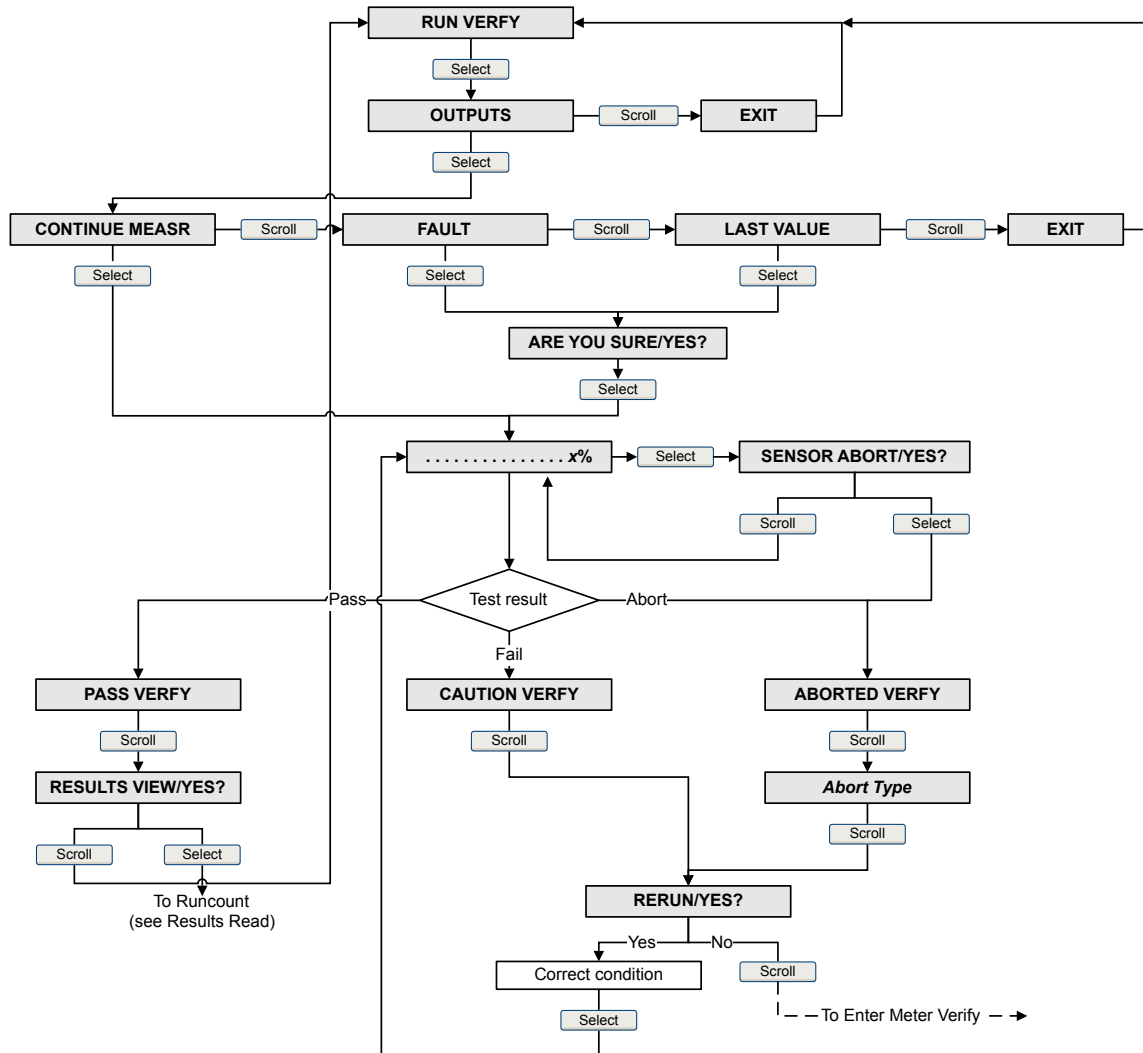 RUN VERFY
Select
OUTPUTS
Scroll
EXIT
Select
CONTINUE MEASR
Scroll
FAULT
Scroll
LAST VALUE
Scroll
EXIT
Select
Select
Select
ARE YOU SURE/YES?
Select
. . . . . . . . . . . . . . . x%
Select
SENSOR ABORT/YES?
Scroll
Select
Pass
Test result
Abort
Fail
PASS VERFY
CAUTION VERFY
ABORTED VERFY
Scroll
Scroll
Scroll
RESULTS VIEW/YES?
Abort Type
Scroll
Select
Scroll
To Runcount
(see Results Read)
RERUN/YES?
Yes
No
Correct condition
Scroll
Select
To Enter Meter Verify